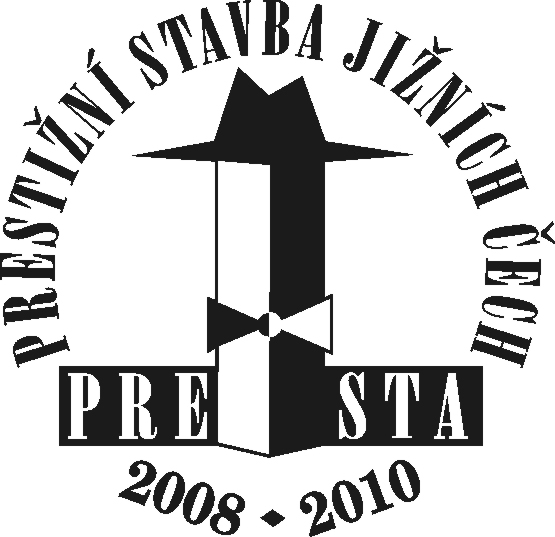 PRESTIŽNÍ STAVBA JIŽNÍCH ČECH
PRE STA
2008 ⬥ 2010